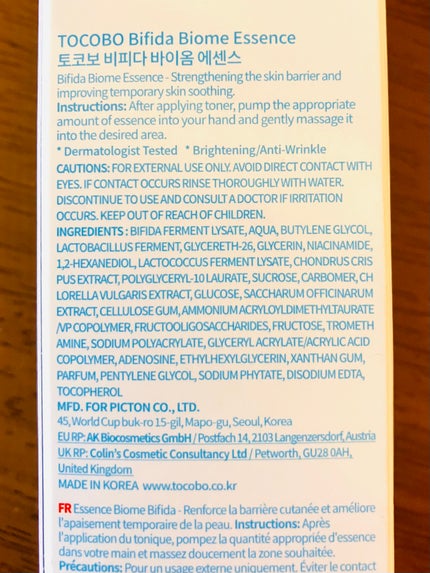 TOCOBO Bifida Biome Essence
토코보 비피다 바이옴 에센스
Bifida Biome Essence - Strengthening the skin barrier and
improving temporary skin soothing.
Instructions: After applying toner, pump the appropriate
amount of essence into your hand and gently massage it
into the desired area.
* Dermatologist Tested * Brightening/Anti-Wrinkle
CAUTIONS: FOR EXTERNAL USE ONLY. AVOID DIRECT CONTACT WITH
EYES. IF CONTACT OCCURS RINSE THOROUGHLY WITH WATER.
DISCONTINUE TO USE AND CONSULT A DOCTOR IF IRRITATION
OCCURS. KEEP OUT OF REACH OF CHILDREN.
INGREDIENTS : BIFIDA FERMENT LYSATE, AQUA, BUTYLENE GLYCOL,
LACTOBACILLUS FERMENT, GLYCERETH-26, GLYCERIN, NIACINAMIDE,
1,2-HEXANEDIOL, LACTOCOCCUS FERMENT LYSATE, CHONDRUS CRIS
PUS EXTRACT, POLYGLYCERYL-10 LAURATE, SUCROSE, CARBOMER, CH
LORELLA VULGARIS EXTRACT, GLUCOSE, SACCHARUM OFFICINARUM
EXTRACT, CELLULOSE GUM, AMMONIUM ACRYLOYLDIMETHYLTAURATE
/VP COPOLYMER, FRUCTOOLIGOSACCHARIDES, FRUCTOSE, TROMETH
AMINE, SODIUM POLYACRYLATE, GLYCERYL ACRYLATE/ACRYLIC ACID
COPOLYMER, ADENOSINE, ETHYLHEXYLGLYCERIN, XANTHAN GUM,
PARFUM, PENTYLENE GLYCOL, SODIUM PHYTATE, DISODIUM EDTA,
TOCOPHEROL
MFD. FOR PICTON CO., LTD.
45, World Cup buk-ro 15-gil, Mapo-gu, Seoul, Korea
EU RP: AK Biocosmetics GmbH / Postfach 14, 2103 Langenzersdorf, Austria
UK RP: Colin's Cosmetic Consultancy Ltd / Petworth, GU28 0AH,
United Kingdom
MADE IN KOREA www.tocobo.co.kr
FR Essence Biome Bifida - Renforce la barrière cutanée et améliore
l'apaisement temporaire de la peau. Instructions: Après
l'application du tonique, pompez la quantité appropriée d'essence
dans votre main et massez doucement la zone souhaitée.
Précautions: Pour un usage externe uniquement. Éviter le contact